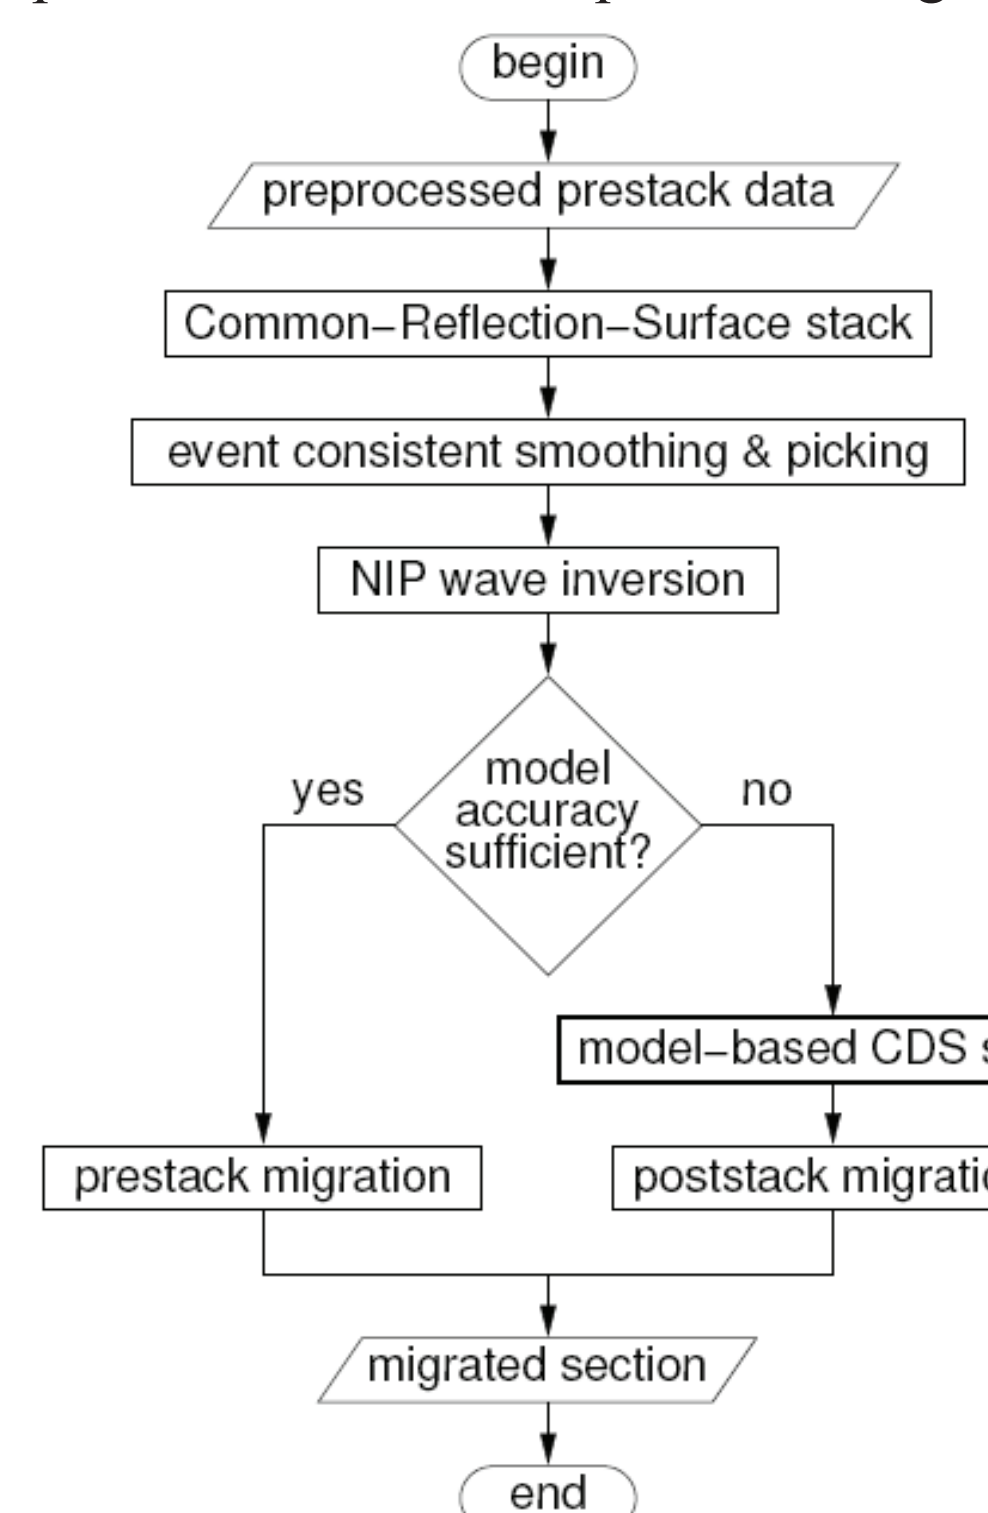 begin
preprocessed prestack data
Common–Reflection–Surface stack
event consistent smoothing & picking
NIP wave inversion
model
accuracy
sufficient?
yes
no
model–based CDS
prestack migration
poststack
migrated section
end